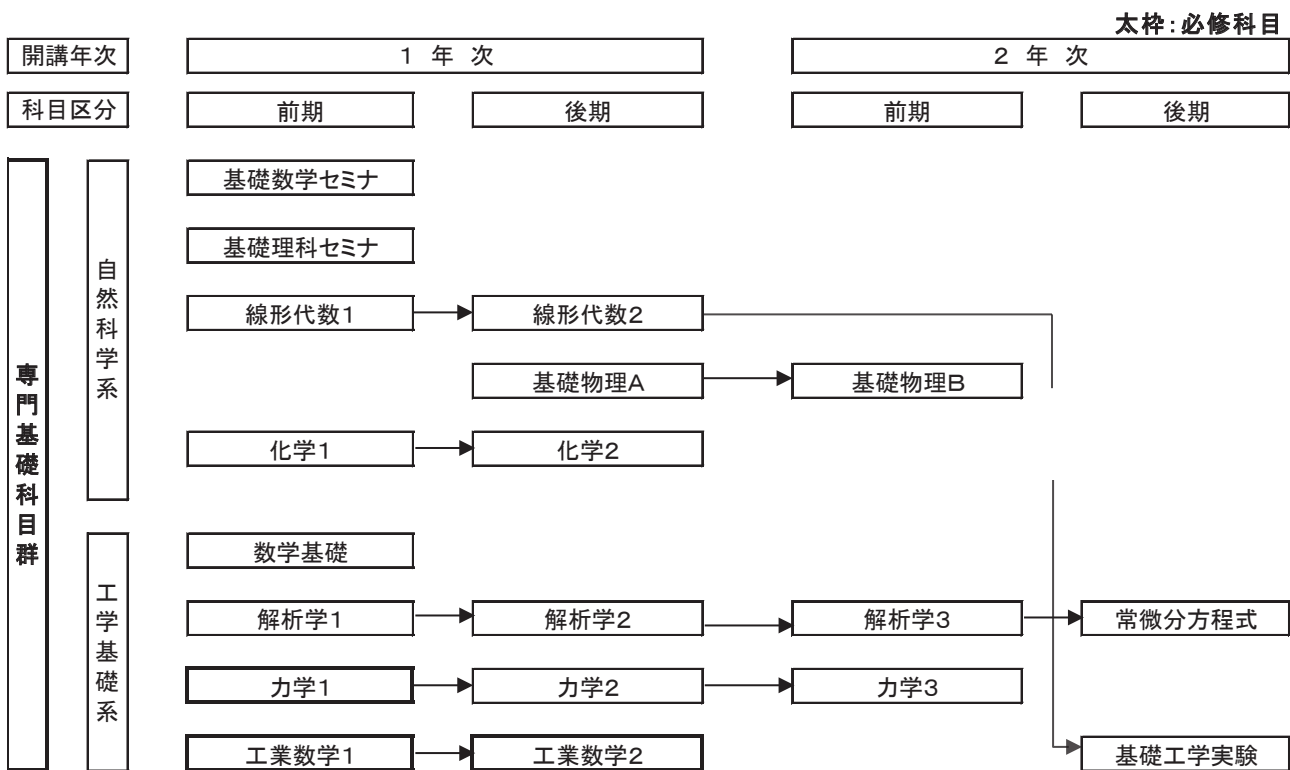 太枠:必修科目
開講年次
1 年 次
2 年 次
科目区分
前期
後期
前期
後期
専門基礎科目群
自然科学系
基礎数学セミナ
基礎理科セミナ
線形代数1
線形代数2
基礎物理A
基礎物理B
化学1
化学2
工学基礎系
数学基礎
解析学1
解析学2
解析学3
常微分方程式
力学1
力学2
力学3
工業数学1
工業数学2
基礎工学実験